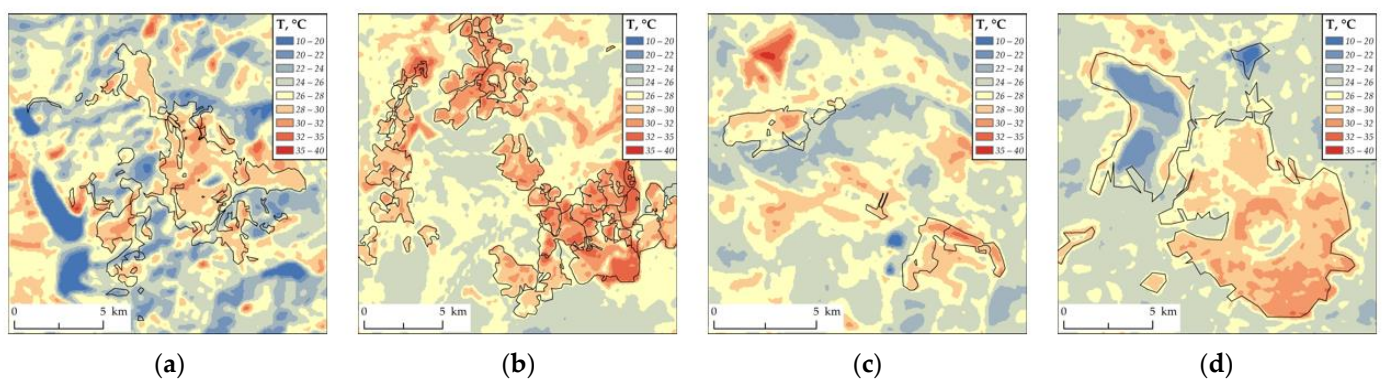 T, °C
10 – 20
20 – 22
22 – 24
24 – 26
26 – 28
28 – 30
30 – 32
32 – 35
35 – 40
0 5 km
(a)
T, °C
10 – 20
20 – 22
22 – 24
24 – 26
26 – 28
28 – 30
30 – 32
32 – 35
35 – 40
0 5 km
(b)
T, °C
10 – 20
20 – 22
22 – 24
24 – 26
26 – 28
28 – 30
30 – 32
32 – 35
35 – 40
0 5 km
(c)
T, °C
10 – 20
20 – 22
22 – 24
24 – 26
26 – 28
28 – 30
30 – 32
32 – 35
35 – 40
0 5 km
(d)